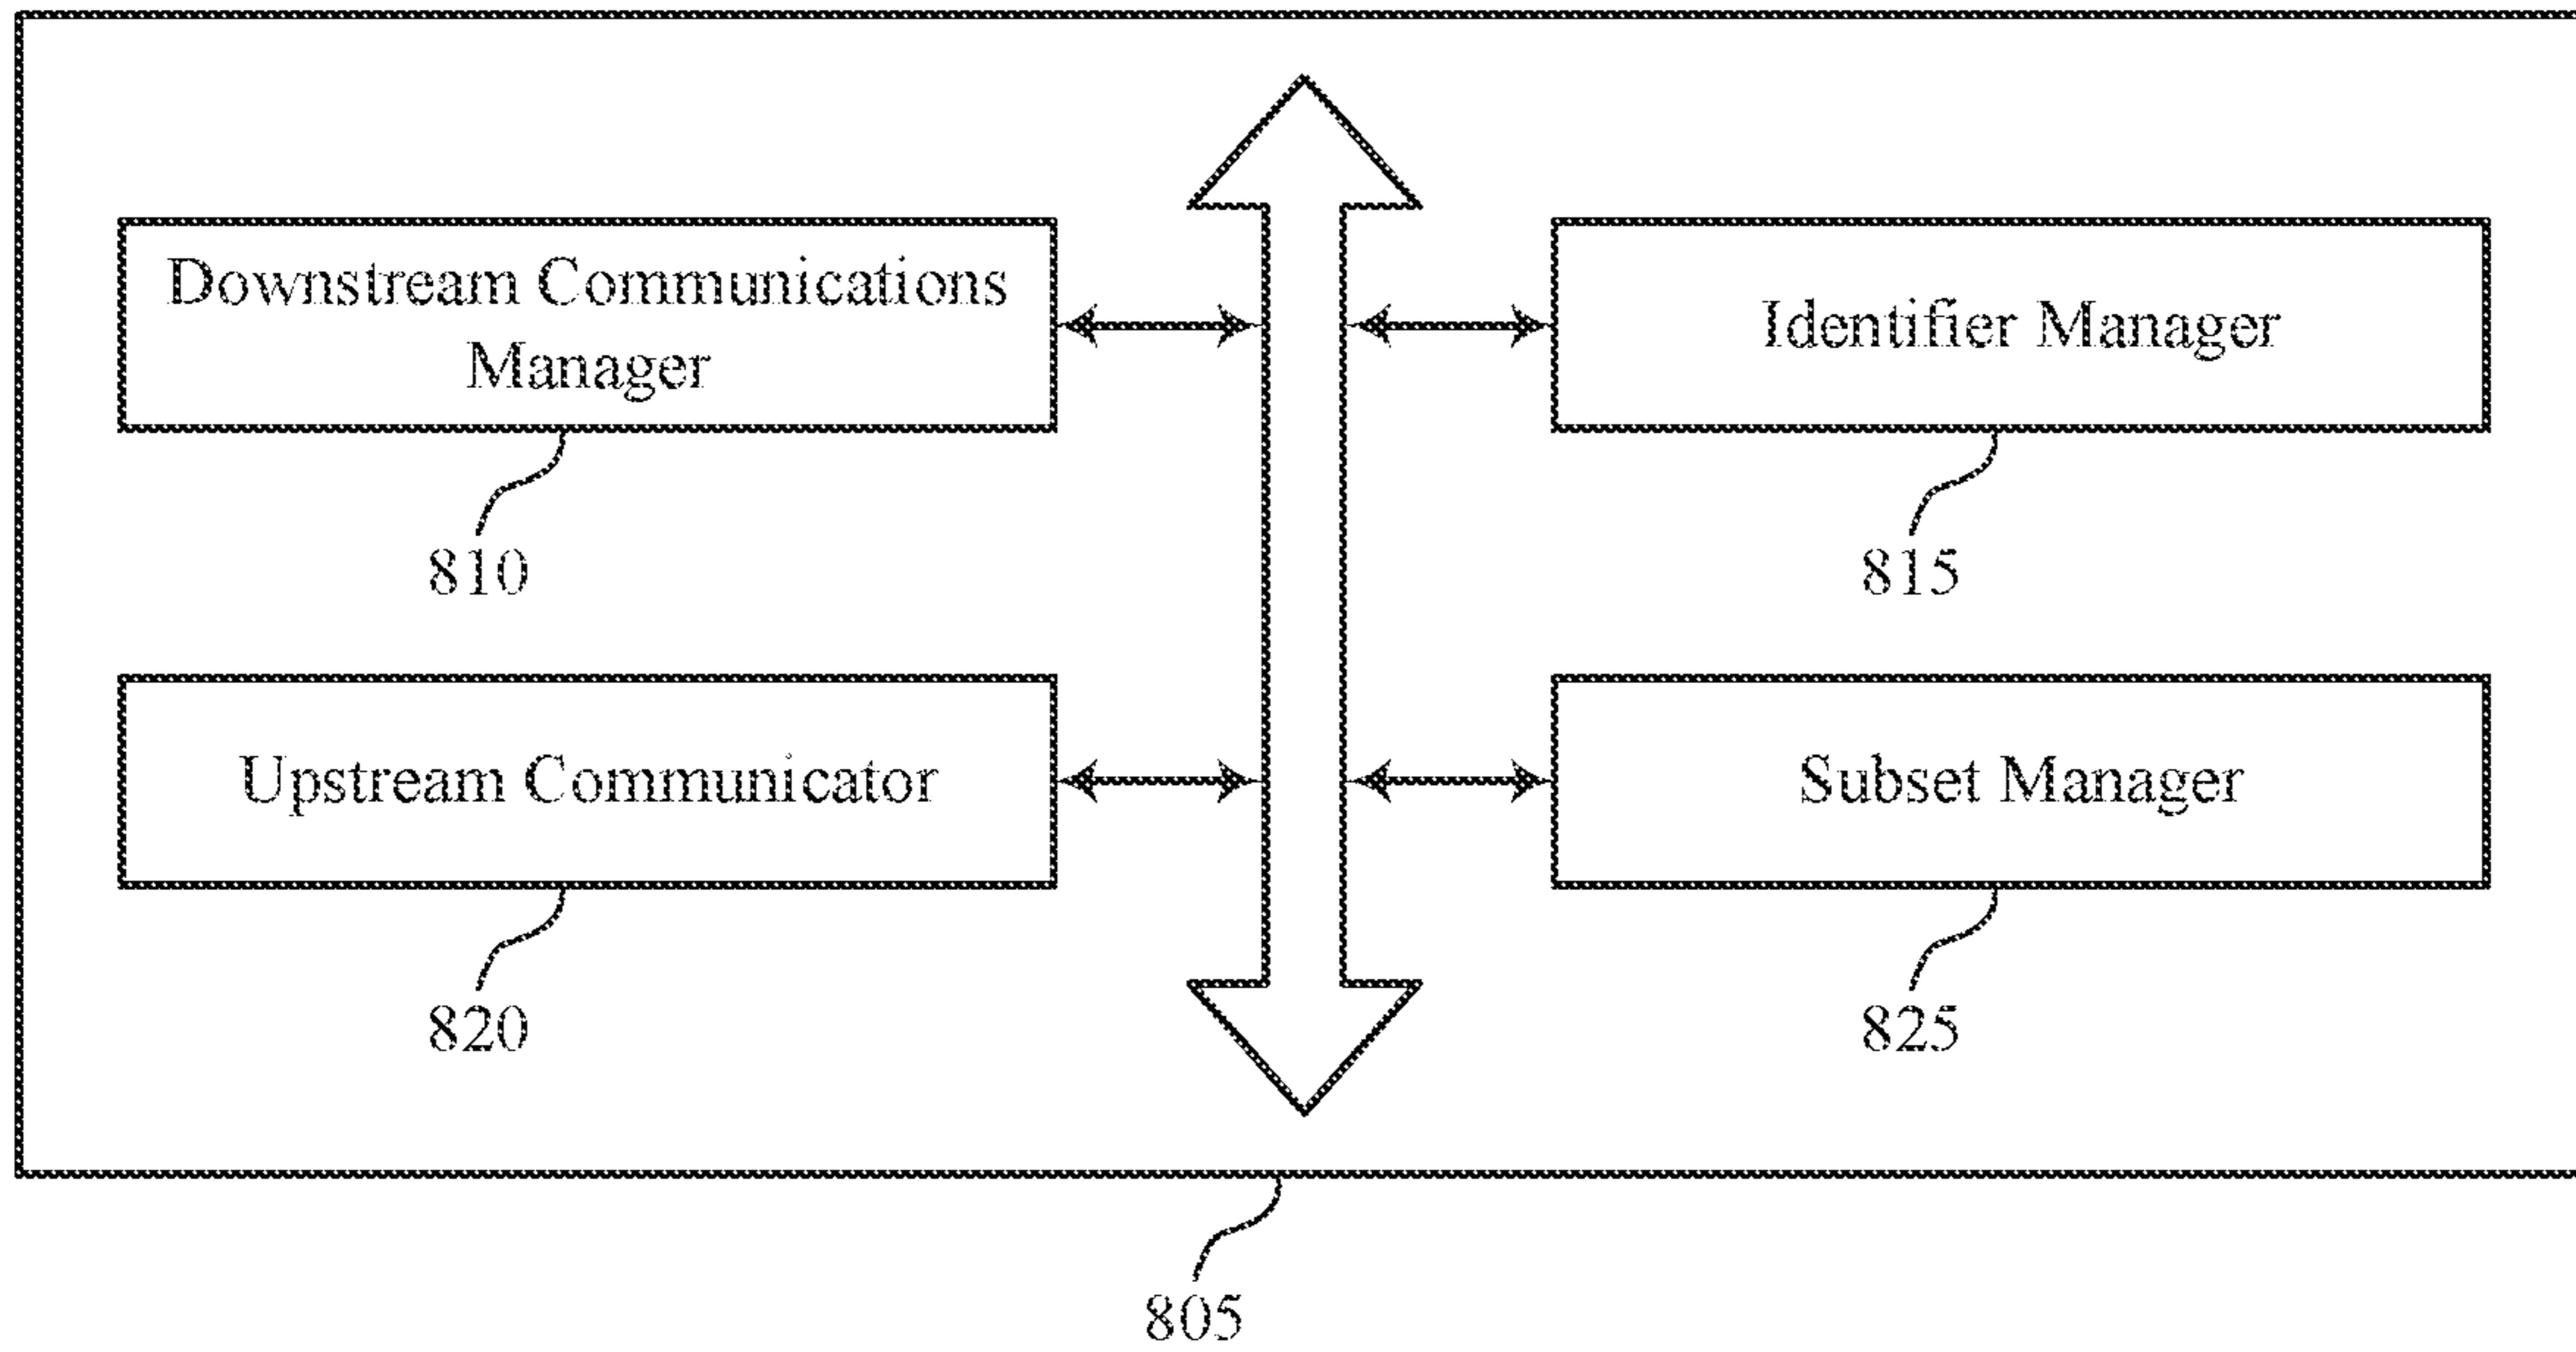 Downstream Communications
Manager
Identifier Manager
810
815
Upstream Communicator
Subset Manager
820
825
805